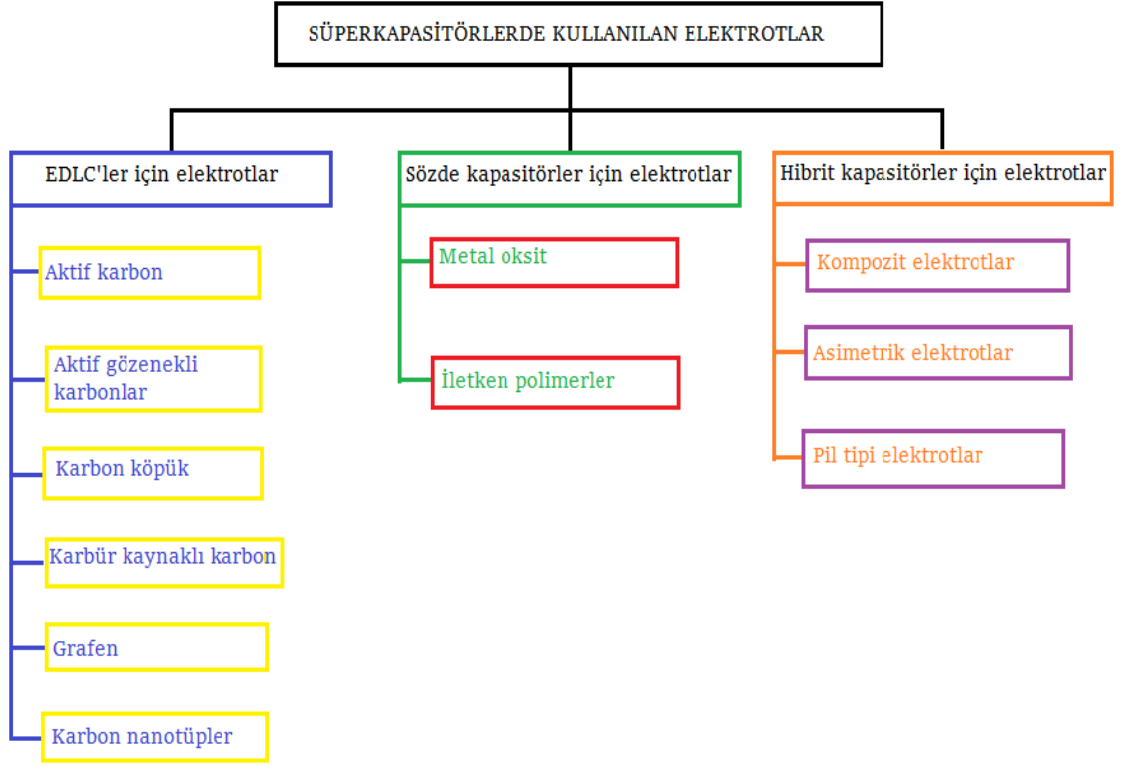 SÜPERKAPASİTÖRLERDE KULLANILAN ELEKTROTLAR
EDLC'ler için elektrotlar
Aktif karbon
Aktif gözenekli
karbonlar
Karbon köpük
Karbür kaynaklı karbon
Grafen
Karbon nanotüpler
Sözde kapasitörler için elektrotlar
Metal oksit
İletken polimerler
Hibrit kapasitörler için elektrotlar
Kompozit elektrotlar
Asimetrik elektrotlar
Pil tipi elektrotlar